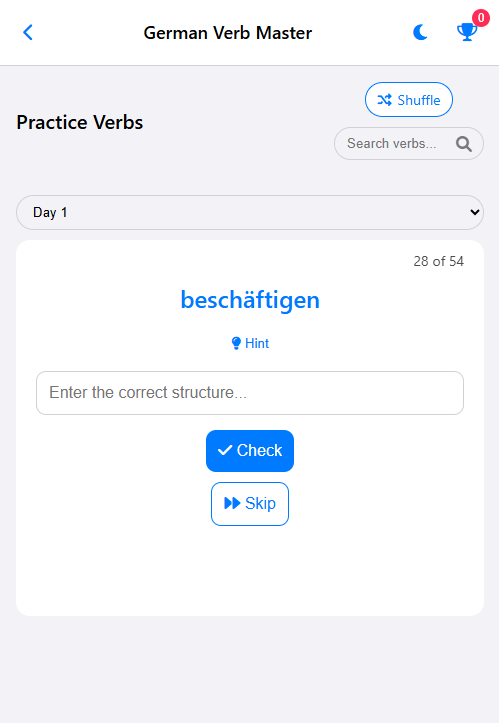 German Verb Master
0
Shuffle
Practice Verbs
Search verbs...
Day 1
28 of 54
beschäftigen
Hint
Enter the correct structure...
Check
Skip